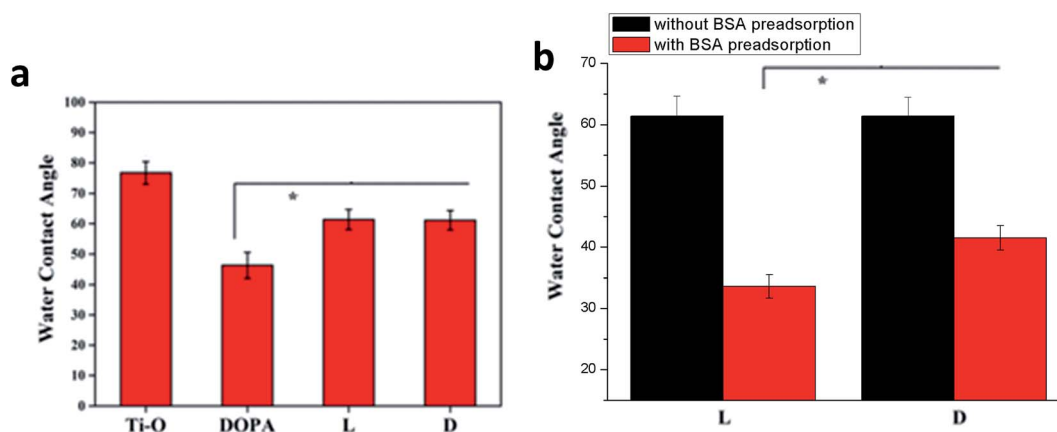 a
Water Contact Angle
100
90
80
70
60
50
40
30
20
10
0
*
Ti-O DOPA L D
b
without BSA preadsorption
with BSA preadsorption
Water Contact Angle
70
60
50
40
30
20
*
L D